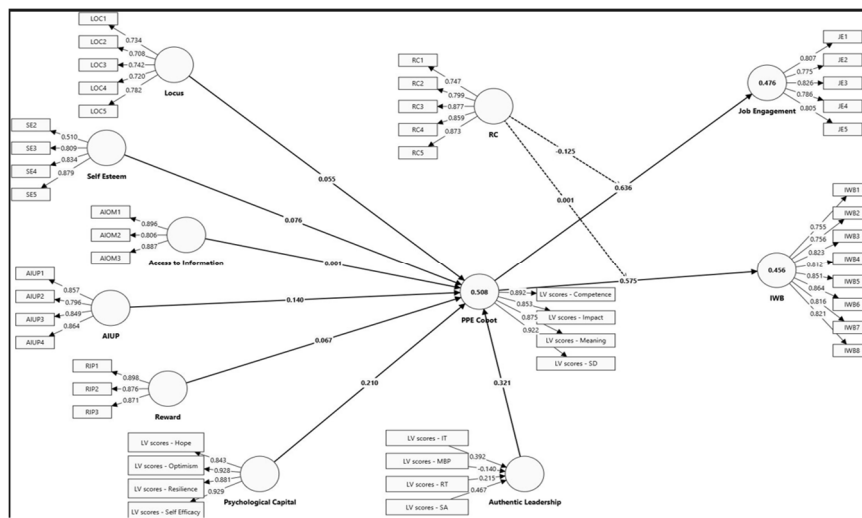 LOC1
LOC2
LOC3
LOC4
LOC5
0.734
0.708
0.742
0.720
0.782
Locus
SE2
SE3
SE4
SE5
0.510
0.809
0.834
0.879
Self Esteem
AIOM1
AIOM2
AIOM3
0.896
0.806
0.887
Access to Information
AIUP1
AIUP2
AIUP3
AIUP4
0.857
0.796
0.849
0.864
AIUP
RIP1
RIP2
RIP3
0.898
0.876
0.871
Reward
LV scores - Hope
LV scores - Optimism
LV scores - Resilience
LV scores - Self Efficacy
0.843
0.928
0.881
0.929
Psychological Capital
LV scores - IT
LV scores - MBP
LV scores - RT
LV scores - SA
0.392
-0.140
0.215
0.467
Authentic Leadership
0.055
0.076
0.001
0.140
0.067
0.210
0.321
RC1
RC2
RC3
RC4
RC5
0.747
0.799
0.877
0.859
0.873
RC
-0.125
0.001
0.636
0.575
0.508
PPE Cobot
0.892
0.853
0.875
0.922
LV scores - Competence
LV scores - Impact
LV scores - Meaning
LV scores - SD
0.476
Job Engagement
0.807
0.775
0.826
0.786
0.805
JE1
JE2
JE3
JE4
JE5
0.456
IWB
0.755
0.756
0.823
0.812
0.851
0.864
0.816
0.821
IWB1
IWB2
IWB3
IWB4
IWB5
IWB6
IWB7
IWB8